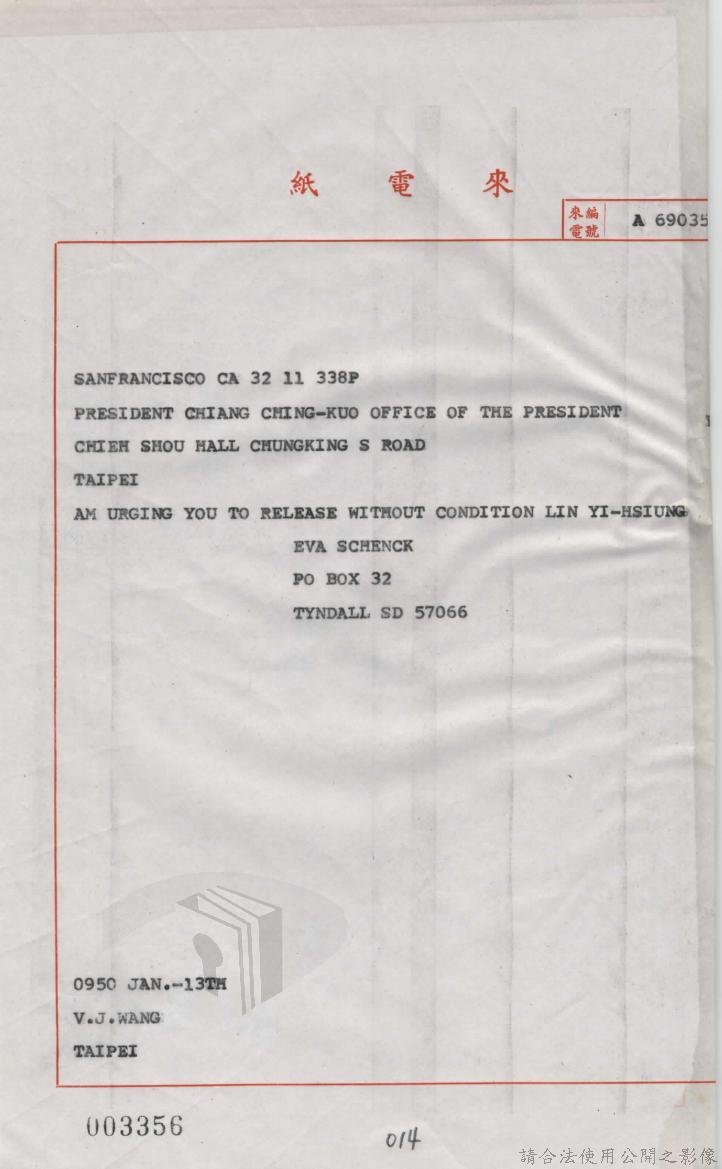 紙 電 來
來電 編號 A 69035
SANFRANCISCO CA 32 11 338P
PRESIDENT CHIANG CHING-KUO OFFICE OF THE PRESIDENT
CHIEH SHOU HALL CHUNGKING S ROAD
TAIPEI
AM URGING YOU TO RELEASE WITHOUT CONDITION LIN YI-HSIUNG
EVA SCHENCK
PO BOX 32
TYNDALL SD 57066
0950 JAN.-13TH
V.J.WANG
TAIPEI
003356
014
請合法使用公開之影像